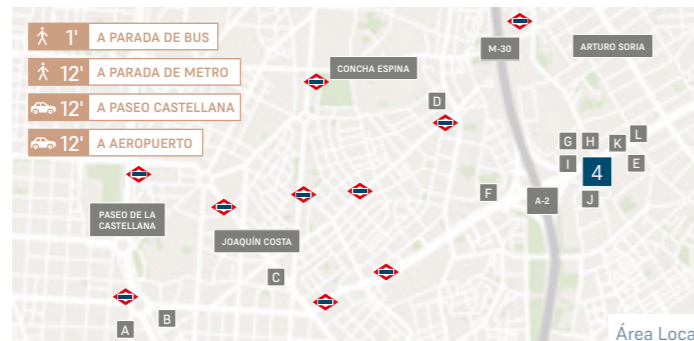 1' A PARADA DE BUS
12' A PARADA DE METRO
12' A PASEO CASTELLANA
12' A AEROPUERTO
M-30
ARTURO SORIA
CONCHA ESPINA
D
G H K L
I 4 E
F A-2 J
PASEO DE LA
CASTELLANA
JOAQUÍN COSTA
C
A B
Área Loca